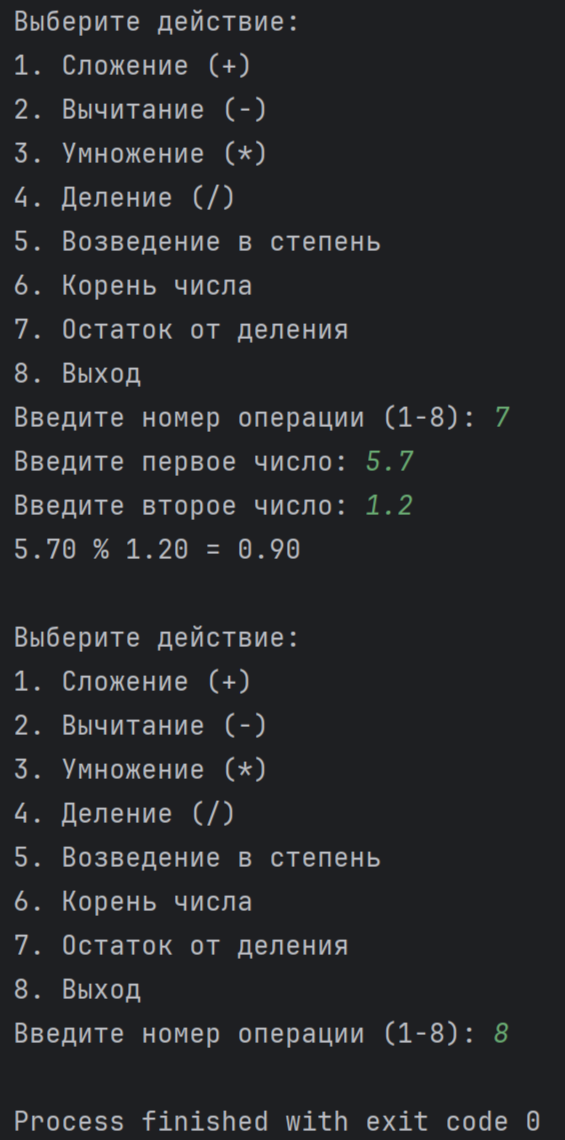 Выберите действие:
1. Сложение (+)
2. Вычитание (-)
3. Умножение (*)
4. Деление (/)
5. Возведение в степень
6. Корень числа
7. Остаток от деления
8. Выход
Введите номер операции (1-8): 7
Введите первое число: 5.7
Введите второе число: 1.2
5.70 % 1.20 = 0.90

Выберите действие:
1. Сложение (+)
2. Вычитание (-)
3. Умножение (*)
4. Деление (/)
5. Возведение в степень
6. Корень числа
7. Остаток от деления
8. Выход
Введите номер операции (1-8): 8

Process finished with exit code 0